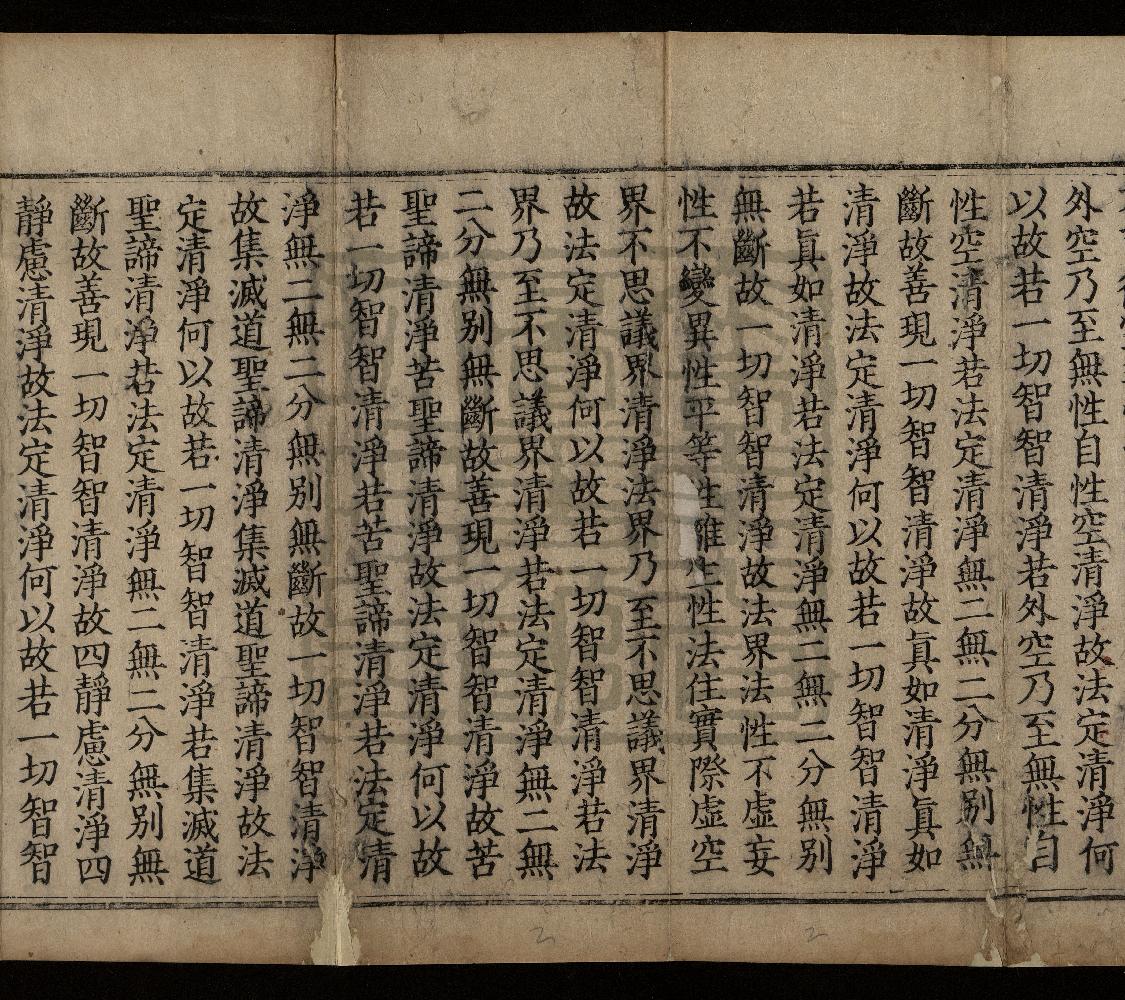 外空乃至無性自性空清淨故法定清淨何
以故若一切智智清淨若外空乃至無性自
性空清淨若法定清淨無二無二分無别無
斷故善現一切智智清淨故眞如清淨眞如
清淨故法定清淨何以故若一切智智清淨
若眞如清淨若法定清淨無二無二分無别
無斷故一切智智清淨故法界法性不虛妄
性不變異性平等性離生性法住實際虛空
界不思議界清淨法界乃至不思議界清淨
故法定清淨何以故若一切智智清淨若法
界乃至不思議界清淨若法定清淨無二無
二分無别無斷故善現一切智智清淨故苦
聖諦清淨苦聖諦清淨故法定清淨何以故
若一切智智清淨若苦聖諦清淨若法定清
淨無二無二分無别無斷故一切智智清淨
故集滅道聖諦清淨集滅道聖諦清淨故法
定清淨何以故若一切智智清淨若集滅道
聖諦清淨若法定清淨無二無二分無别無
斷故善現一切智智清淨故四靜慮清淨四
靜慮清淨故法定清淨何以故若一切智智